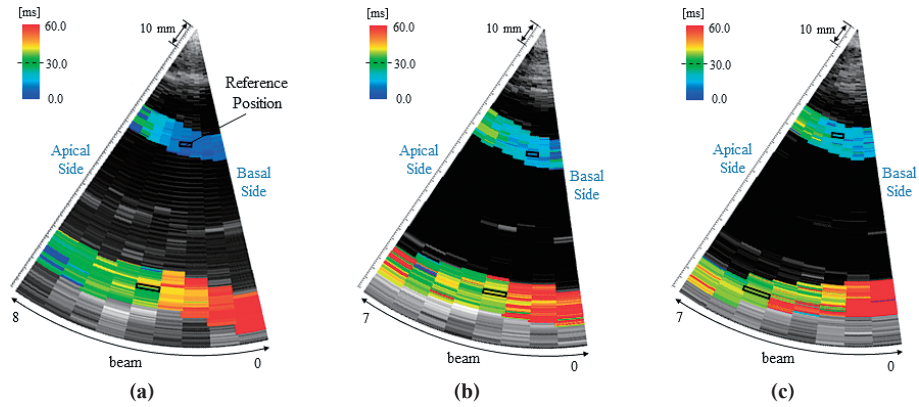 [ms]
60.0
30.0
0.0
10 mm
Reference
Position
Apical
Side
Basal
Side
8
beam
0
(a)
[ms]
60.0
30.0
0.0
10 mm
Apical
Side
Basal
Side
7
beam
0
(b)
[ms]
60.0
30.0
0.0
10 mm
Apical
Side
Basal
Side
7
beam
0
(c)